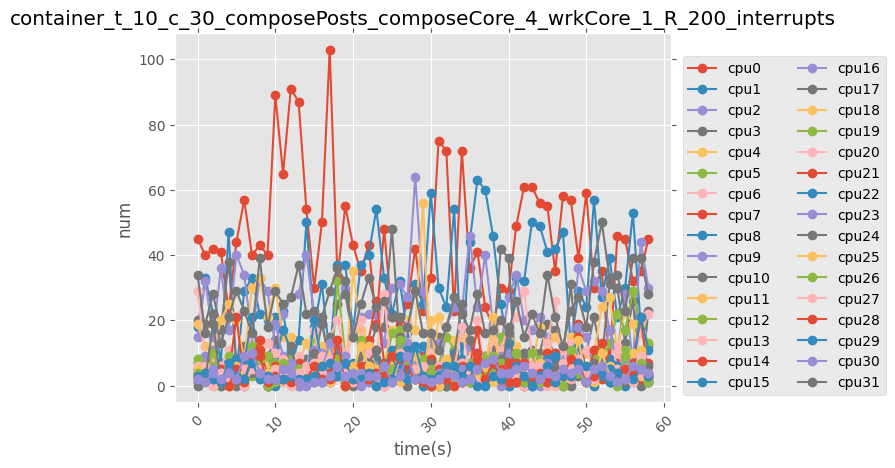 container_t_10_c_30_composePosts_composeCore_4_wrkCore_1_R_200_interrupts
100
80
60
40
20
0
num
0
10
20
30
40
50
60
time(s)
cpu0
cpu1
cpu2
cpu3
cpu4
cpu5
cpu6
cpu7
cpu8
cpu9
cpu10
cpu11
cpu12
cpu13
cpu14
cpu15
cpu16
cpu17
cpu18
cpu19
cpu20
cpu21
cpu22
cpu23
cpu24
cpu25
cpu26
cpu27
cpu28
cpu29
cpu30
cpu31